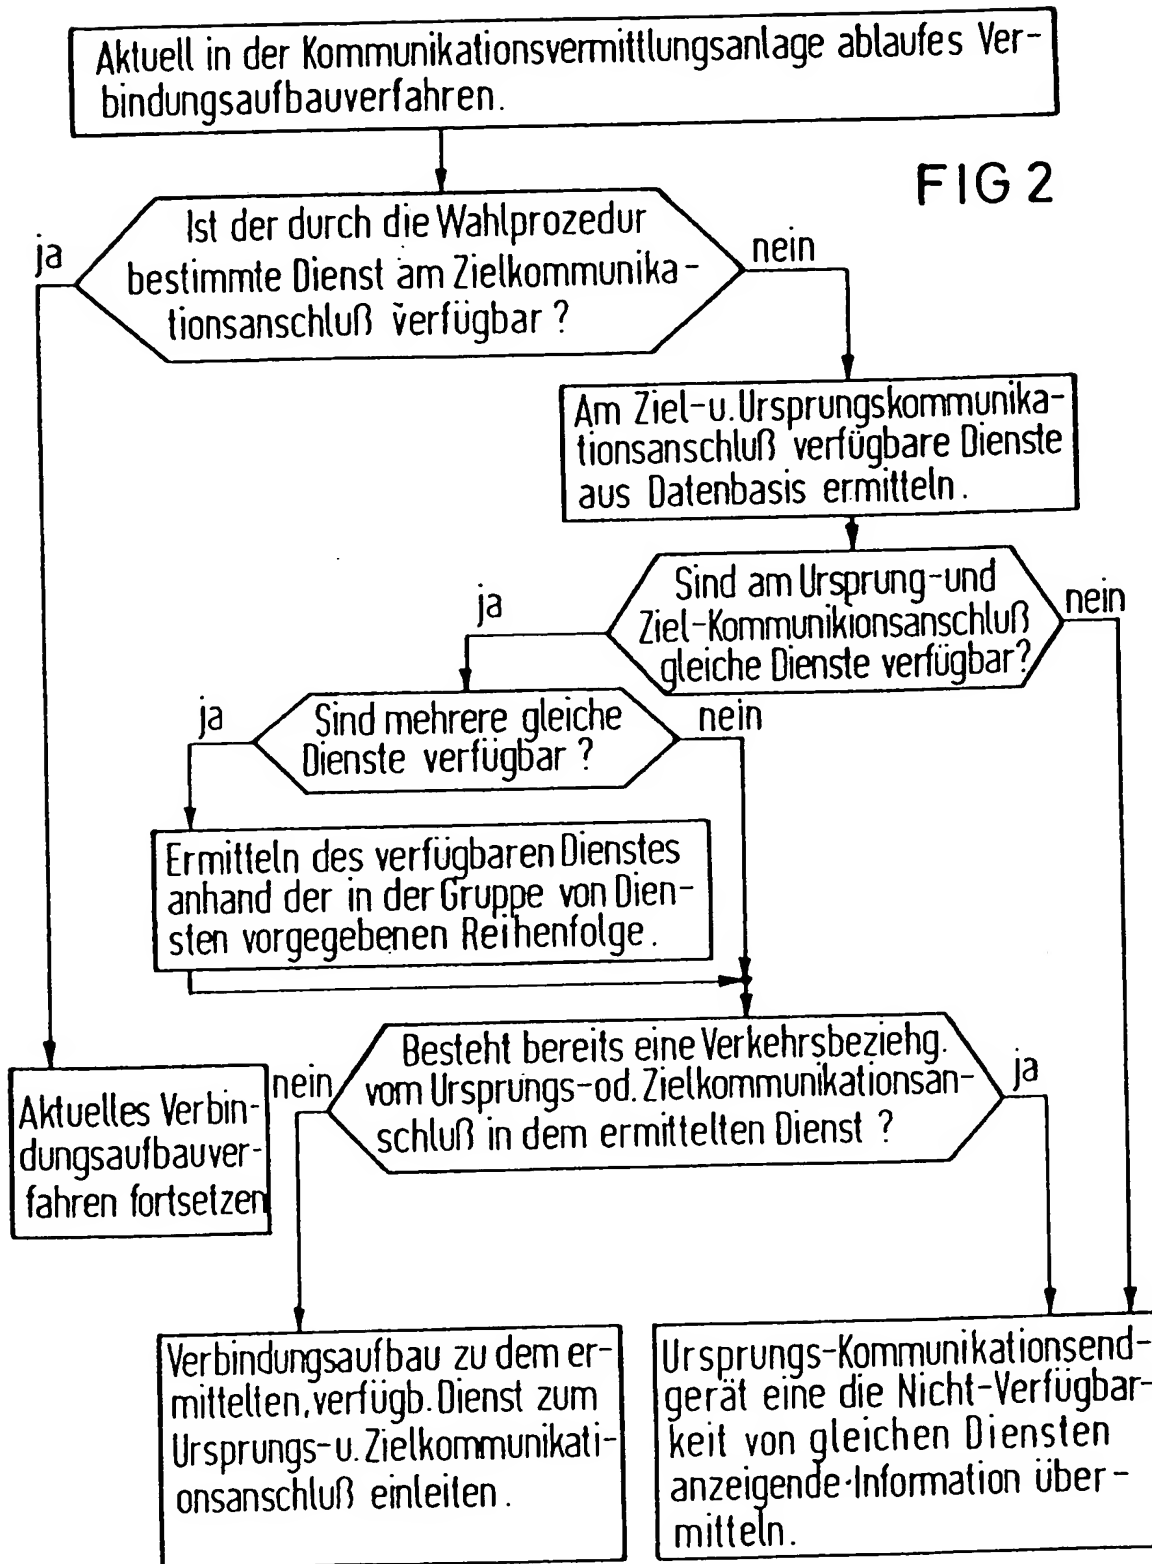 Aktuell in der Kommunikationsvermittlungsanlage ablaufes Ver-
bindungsaufbauverfahren.
FIG 2
Ist der durch die Wahlprozedur
bestimmte Dienst am Zielkommunika-
tionsanschluß verfügbar ?
ja
nein
Am Ziel-u. Ursprungskommunika-
tionsanschluß verfügbare Dienste
aus Datenbasis ermitteln.
Sind am Ursprung-und
Ziel-Kommunikionsanschluß
gleiche Dienste verfügbar?
ja
nein
Sind mehrere gleiche
Dienste verfügbar ?
ja
nein
Ermitteln des verfügbaren Dienstes
anhand der in der Gruppe von Dien-
sten vorgegebenen Reihenfolge.
Besteht bereits eine Verkehrsbeziehg.
vom Ursprungs-od. Zielkommunikationsan-
schluß in dem ermittelten Dienst ?
nein
ja
Aktuelles Verbin-
dungsaufbauver-
fahren fortsetzen
Verbindungsaufbau zu dem er-
mittelten, verfügb. Dienst zum
Ursprungs-u. Zielkommunikati-
onsanschluß einleiten.
Ursprungs-Kommunikationsend-
gerät eine die Nicht-Verfügbar-
keit von gleichen Diensten
anzeigende Information über-
mitteln.